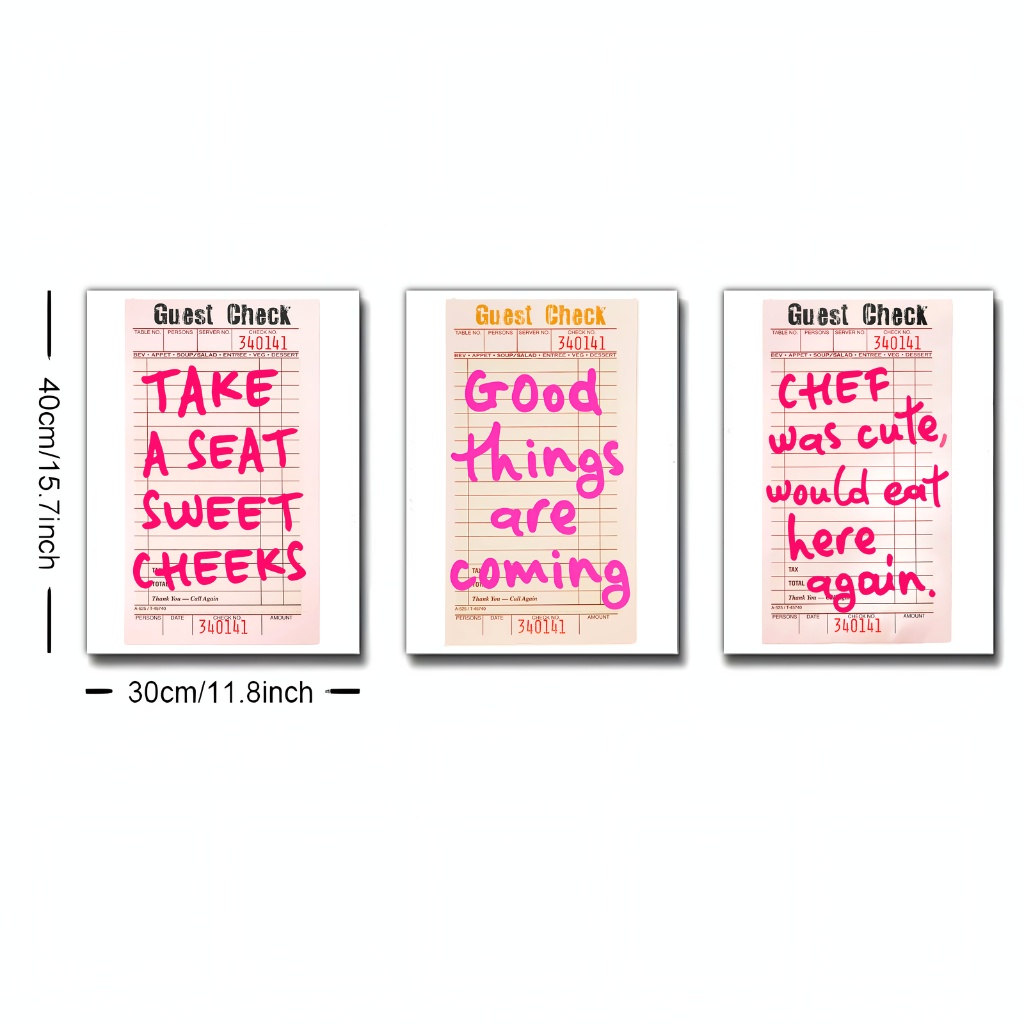 40cm/15.7inch
30cm/11.8inch
Guest Check
TABLE NO. PERSONS SERVER NO. CHECK NO.
340141
BEV • APPET • SOUP/SALAD • ENTREE • VEG • DESSERT
TAKE
A SEAT
SWEET
CHEEKS
TAX
TOTAL
Thank You — Call Again
A-525 / T-45740
PERSONS DATE CHECK NO. AMOUNT
340141
Guest Check
TABLE NO. PERSONS SERVER NO. CHECK NO.
340141
BEV • APPET • SOUP/SALAD • ENTREE • VEG • DESSERT
Good
things
are
coming
TAX
TOTAL
Thank You — Call Again
A-525 / T-45740
PERSONS DATE CHECK NO. AMOUNT
340141
Guest Check
TABLE NO. PERSONS SERVER NO. CHECK NO.
340141
BEV • APPET • SOUP/SALAD • ENTREE • VEG • DESSERT
CHEF
was cute,
would eat
here
again.
TAX
TOTAL
Thank You — Call Again
A-525 / T-45740
PERSONS DATE CHECK NO. AMOUNT
340141